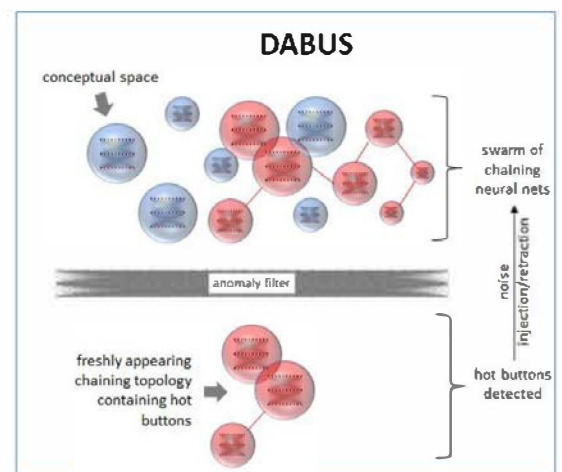 DABUS
conceptual space
swarm of
chaining
neural nets
anomaly filter
noise
injection/retraction
freshly appearing
chaining topology
containing hot
buttons
hot buttons
detected